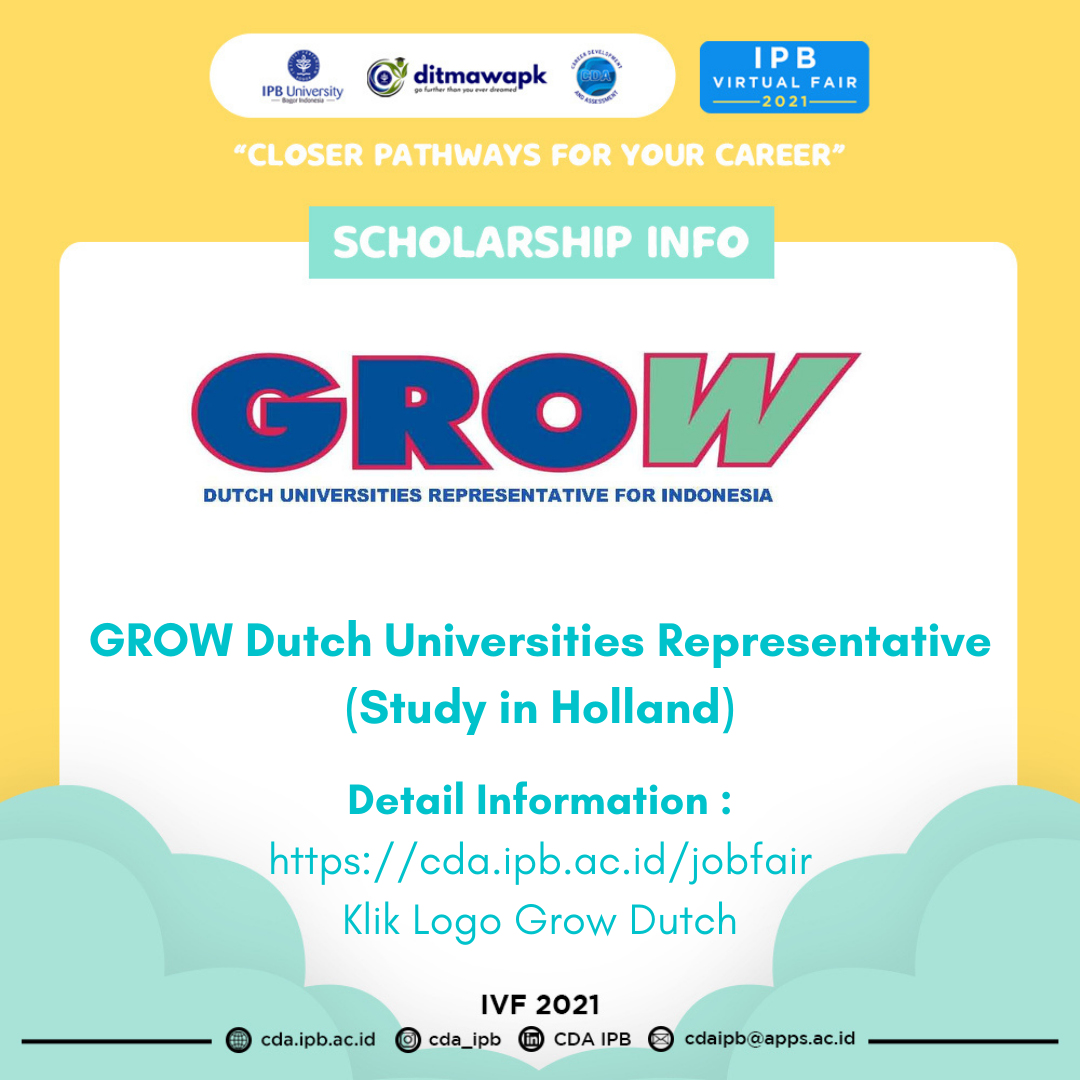 IPB University
Bogor Indonesia
ditmawapk
go further than you ever dreamed
CAREER DEVELOPMENT
CDA
AND ASSESSMENT
IPB
VIRTUAL FAIR
2021
“CLOSER PATHWAYS FOR YOUR CAREER”
SCHOLARSHIP INFO
GROW
DUTCH UNIVERSITIES REPRESENTATIVE FOR INDONESIA
GROW Dutch Universities Representative
(Study in Holland)
Detail Information :
https://cda.ipb.ac.id/jobfair
Klik Logo Grow Dutch
IVF 2021
cda.ipb.ac.id cda_ipb CDA IPB cdaipb@apps.ac.id